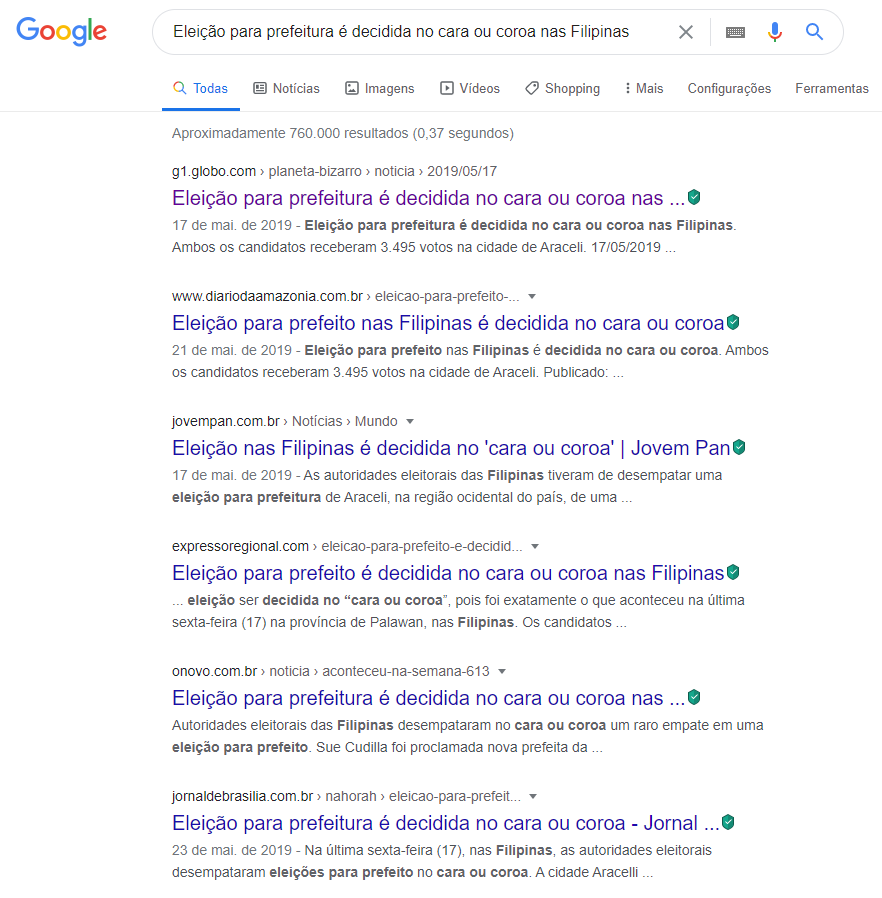 Google
Eleição para prefeitura é decidida no cara ou coroa nas Filipinas
Todas Notícias Imagens Vídeos Shopping Mais Configurações Ferramentas
Aproximadamente 760.000 resultados (0,37 segundos)
g1.globo.com › planeta-bizarro › noticia › 2019/05/17
Eleição para prefeitura é decidida no cara ou coroa nas ...
17 de mai. de 2019 - Eleição para prefeitura é decidida no cara ou coroa nas Filipinas.
Ambos os candidatos receberam 3.495 votos na cidade de Araceli. 17/05/2019 ...
www.diariodaamazonia.com.br › eleicao-para-prefeito-...
Eleição para prefeito nas Filipinas é decidida no cara ou coroa
21 de mai. de 2019 - Eleição para prefeito nas Filipinas é decidida no cara ou coroa. Ambos
os candidatos receberam 3.495 votos na cidade de Araceli. Publicado: ...
jovempan.com.br › Notícias › Mundo
Eleição nas Filipinas é decidida no 'cara ou coroa' | Jovem Pan
17 de mai. de 2019 - As autoridades eleitorais das Filipinas tiveram de desempatar uma
eleição para prefeitura de Araceli, na região ocidental do país, de uma ...
expressoregional.com › eleicao-para-prefeito-e-decidid...
Eleição para prefeito é decidida no cara ou coroa nas Filipinas
... eleição ser decidida no “cara ou coroa”, pois foi exatamente o que aconteceu na última
sexta-feira (17) na província de Palawan, nas Filipinas. Os candidatos ...
onovo.com.br › noticia › aconteceu-na-semana-613
Eleição para prefeitura é decidida no cara ou coroa nas ...
Autoridades eleitorais das Filipinas desempataram no cara ou coroa um raro empate em uma
eleição para prefeito. Sue Cudilla foi proclamada nova prefeita da ...
jornaldebrasilia.com.br › nahorah › eleicao-para-prefeit...
Eleição para prefeitura é decidida no cara ou coroa - Jornal ...
23 de mai. de 2019 - Na última sexta-feira (17), nas Filipinas, as autoridades eleitorais
desempataram eleições para prefeito no cara ou coroa. A cidade Aracelli ...